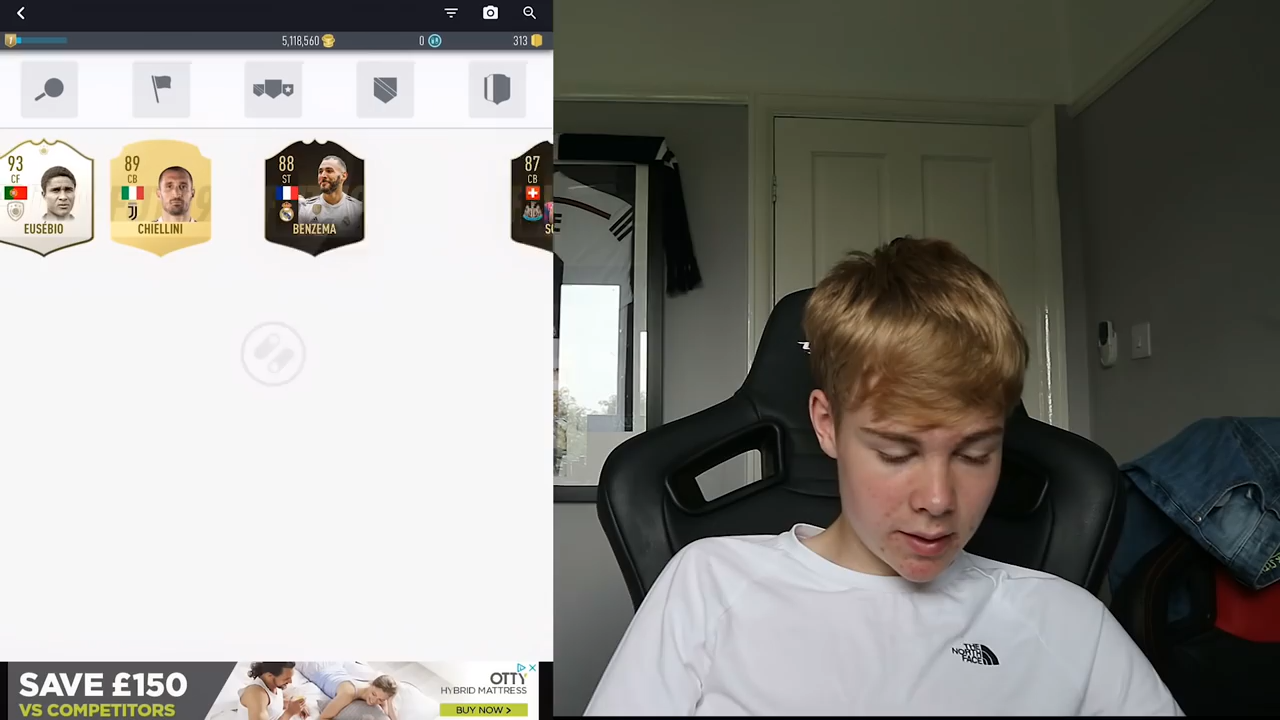 5,118,560
0
313
93
CF
EUSÉBIO
89
CB
CHIELLINI
88
ST
BENZEMA
87
CB
SAVE £150
VS COMPETITORS
OTTY
HYBRID MATTRESS
BUY NOW >
THE
NORTH
FACE